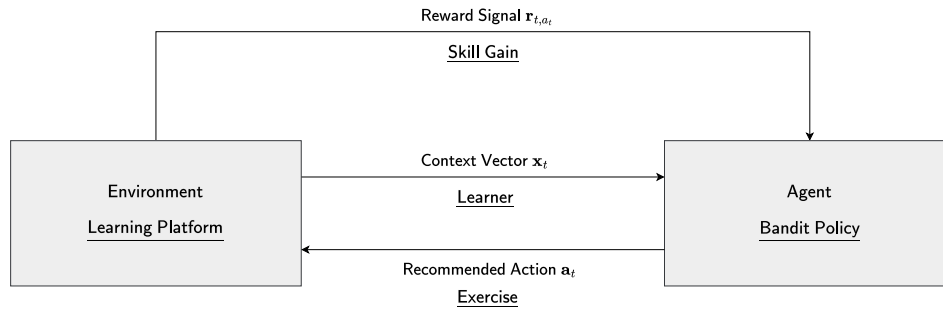 Reward Signal r_{t,a_t}
Skill Gain
Context Vector x_t
Learner
Environment
Learning Platform
Agent
Bandit Policy
Recommended Action a_t
Exercise